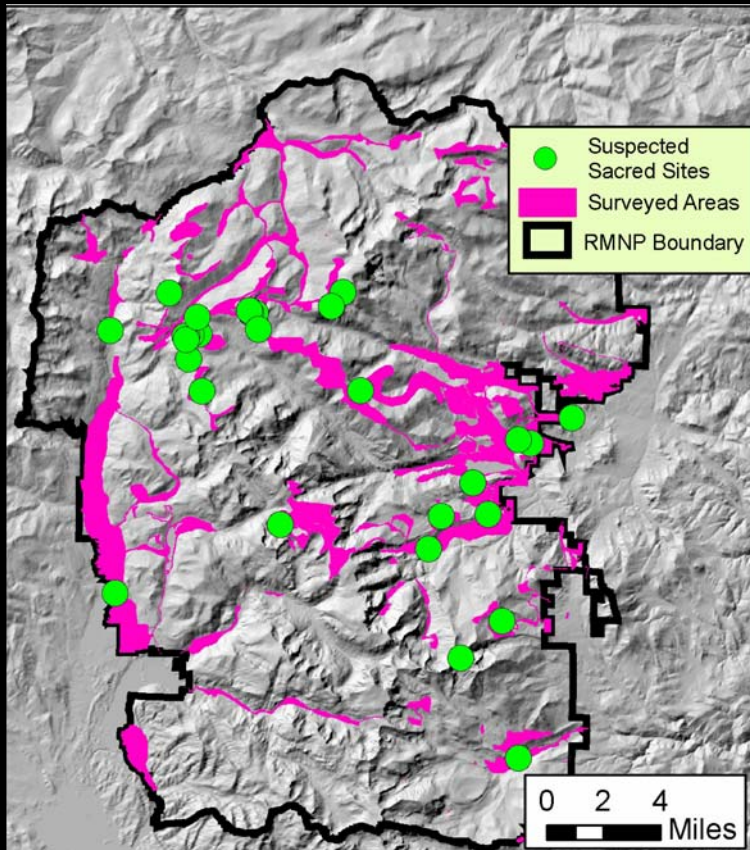 Suspected
Sacred Sites
Surveyed Areas
RMNP Boundary
0 2 4
Miles